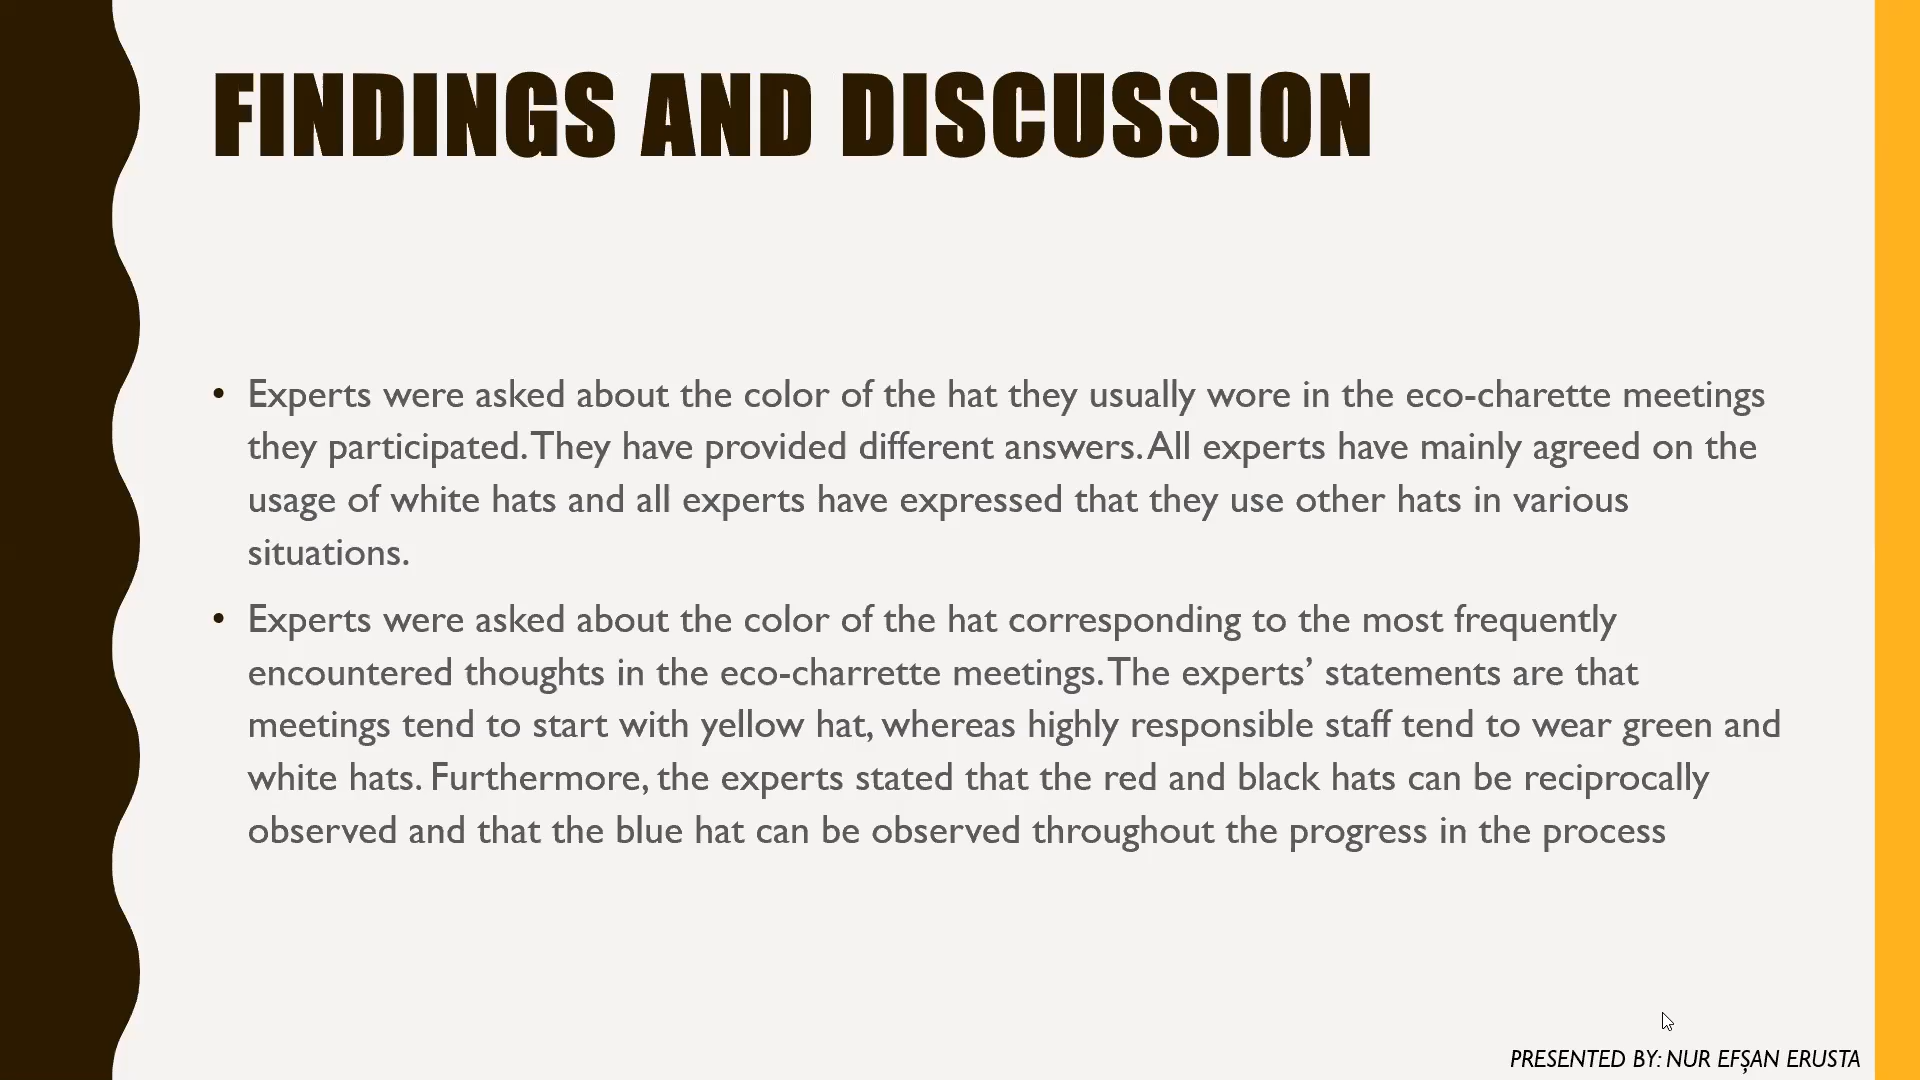 FINDINGS AND DISCUSSION
• Experts were asked about the color of the hat they usually wore in the eco-charette meetings
they participated. They have provided different answers. All experts have mainly agreed on the
usage of white hats and all experts have expressed that they use other hats in various
situations.
• Experts were asked about the color of the hat corresponding to the most frequently
encountered thoughts in the eco-charrette meetings. The experts’ statements are that
meetings tend to start with yellow hat, whereas highly responsible staff tend to wear green and
white hats. Furthermore, the experts stated that the red and black hats can be reciprocally
observed and that the blue hat can be observed throughout the progress in the process
PRESENTED BY: NUR EFŞAN ERUSTA